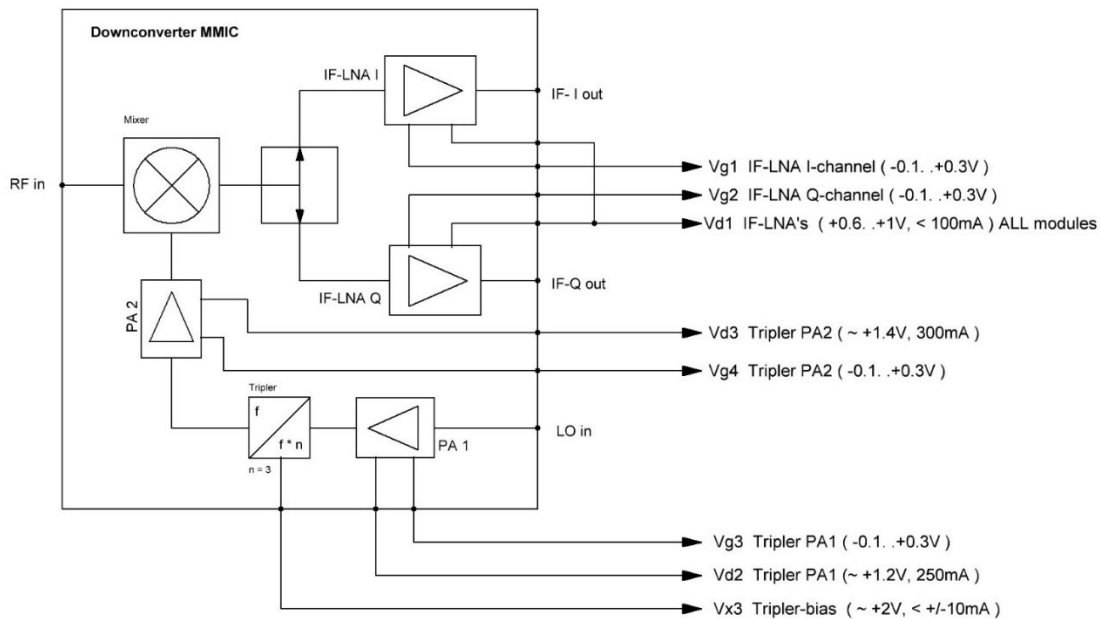 Downconverter MMIC
IF-LNA I
IF- I out
Mixer
Vg1 IF-LNA I-channel ( -0.1. .+0.3V )
RF in
Vg2 IF-LNA Q-channel ( -0.1. .+0.3V )
Vd1 IF-LNA's ( +0.6. .+1V, < 100mA ) ALL modules
IF-Q out
IF-LNA Q
PA 2
Vd3 Tripler PA2 ( ~ +1.4V, 300mA )
Vg4 Tripler PA2 ( -0.1. .+0.3V )
Tripler
f
f * n
n = 3
PA 1
LO in
Vg3 Tripler PA1 ( -0.1. .+0.3V )
Vd2 Tripler PA1 (~ +1.2V, 250mA )
Vx3 Tripler-bias ( ~ +2V, < +/-10mA )